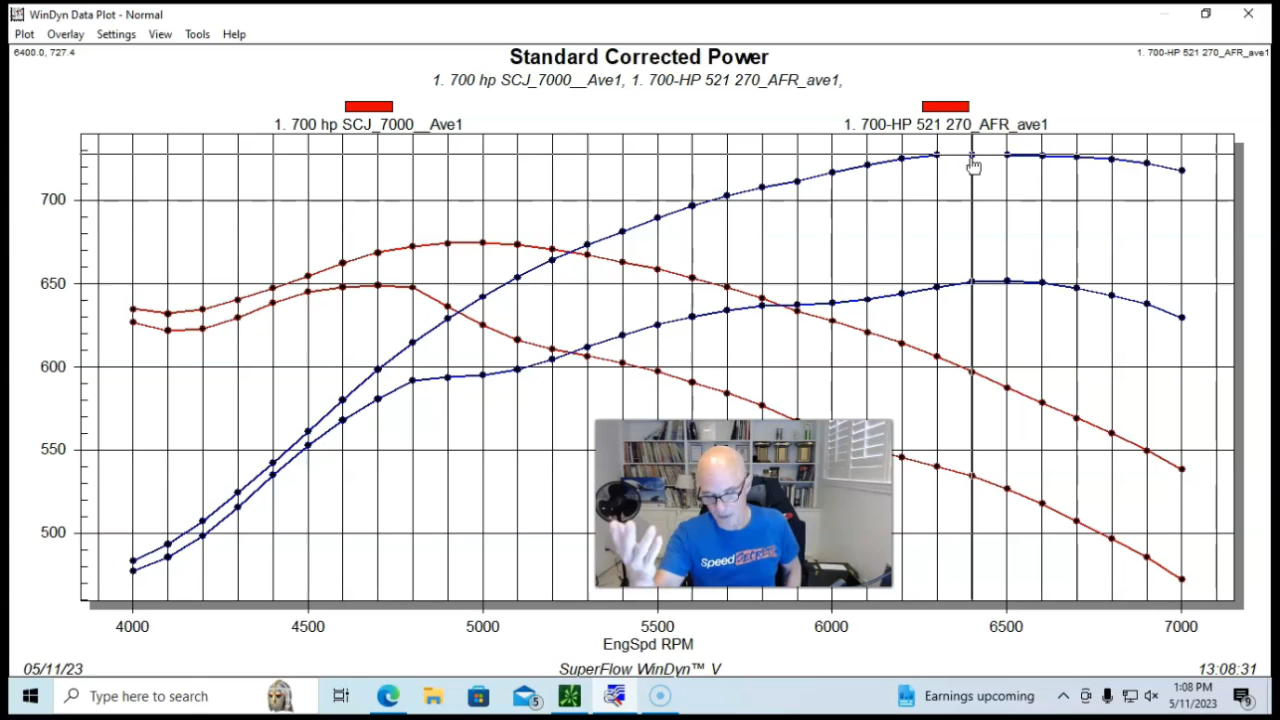 WinDyn Data Plot - Normal
Plot Overlay Settings View Tools Help
6400.0, 727.4
1. 700-HP 521 270_AFR_ave1
Standard Corrected Power
1. 700 hp SCJ_7000__Ave1, 1. 700-HP 521 270_AFR_ave1,
1. 700 hp SCJ_7000__Ave1
1. 700-HP 521 270_AFR_ave1
700
650
600
550
500
4000 4500 5000 5500 6000 6500 7000
EngSpd RPM
Speed
05/11/23
SuperFlow WinDyn™ V
13:08:31
Type here to search
5
Earnings upcoming
1:08 PM
5/11/2023
9